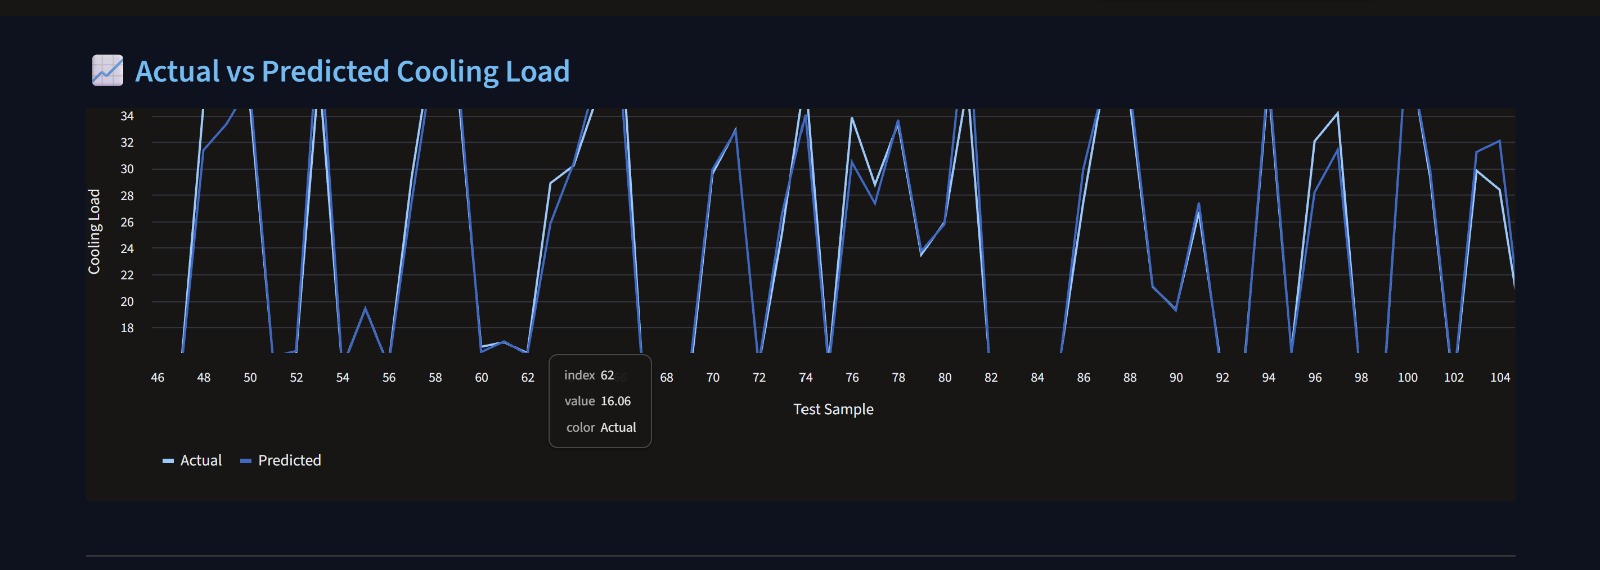 Actual vs Predicted Cooling Load
34
32
30
28
26
24
22
20
18
Cooling Load
46 48 50 52 54 56 58 60 62 68 70 72 74 76 78 80 82 84 86 88 90 92 94 96 98 100 102 104
index 62
value 16.06
color Actual
Test Sample
Actual Predicted